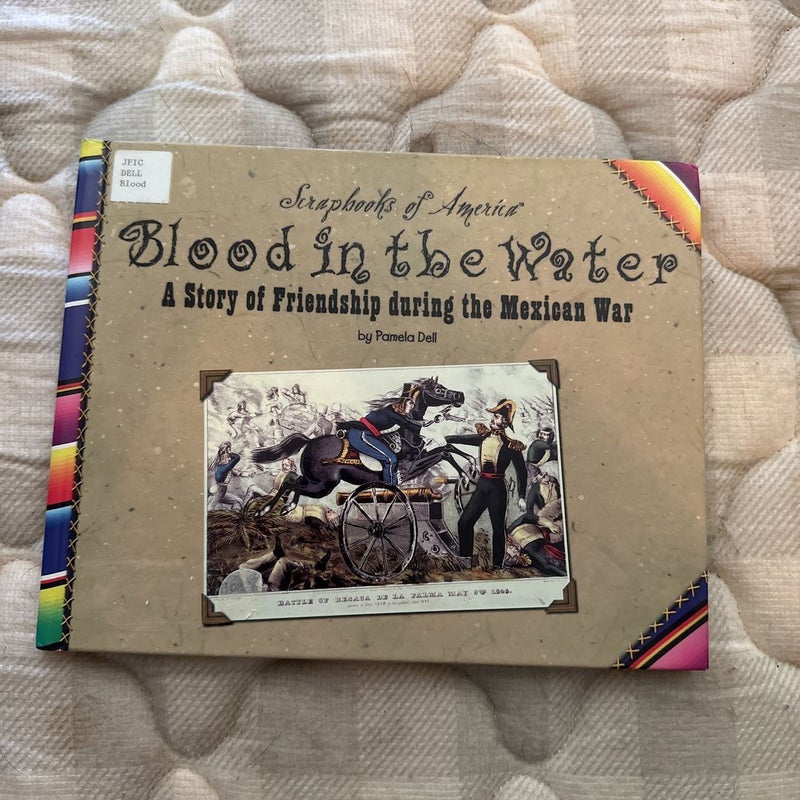 JFIC
DELL
Blood
Scrapbooks of America™
Blood in the Water
A Story of Friendship during the Mexican War
by Pamela Dell
BATTLE OF RESACA DE LA PALMA MAY 9TH 1846.